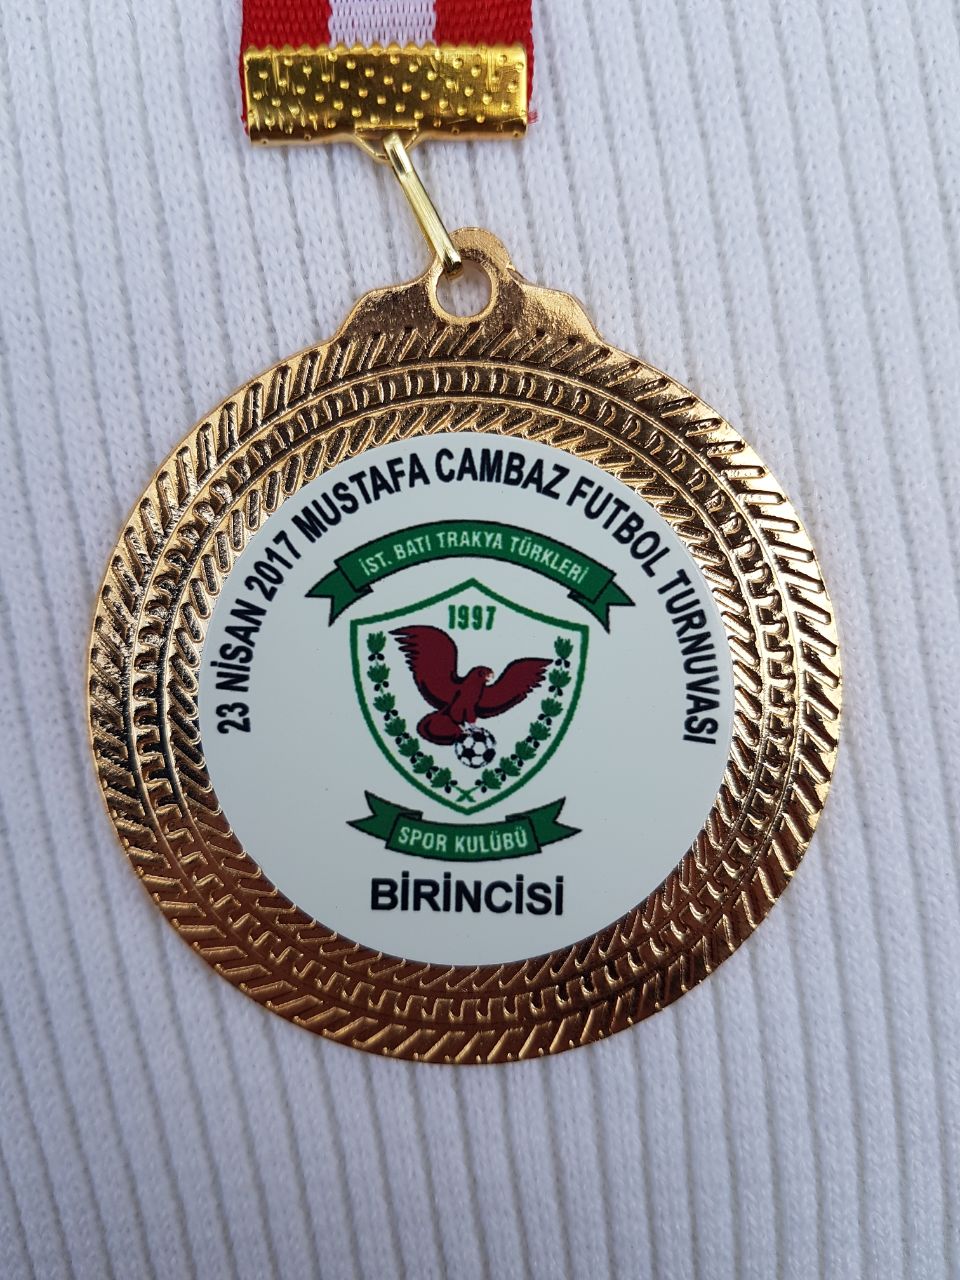 23 NİSAN 2017 MUSTAFA CAMBAZ FUTBOL TURNUVASI
İST. BATI TRAKYA TÜRKLERİ
1997
SPOR KULÜBÜ
BİRİNCİSİ